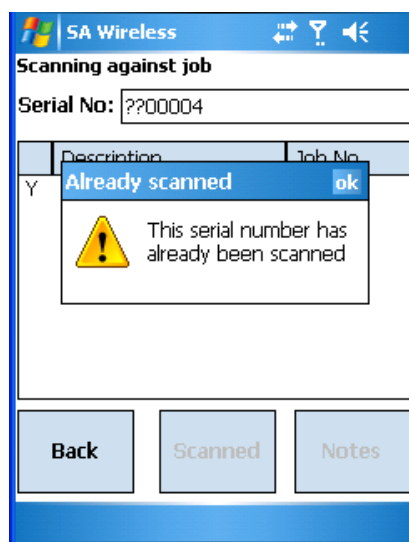 SA Wireless
Scanning against job
Serial No: ??00004
Description Job No
Y
Already scanned ok
This serial number has
already been scanned
Back Scanned Notes